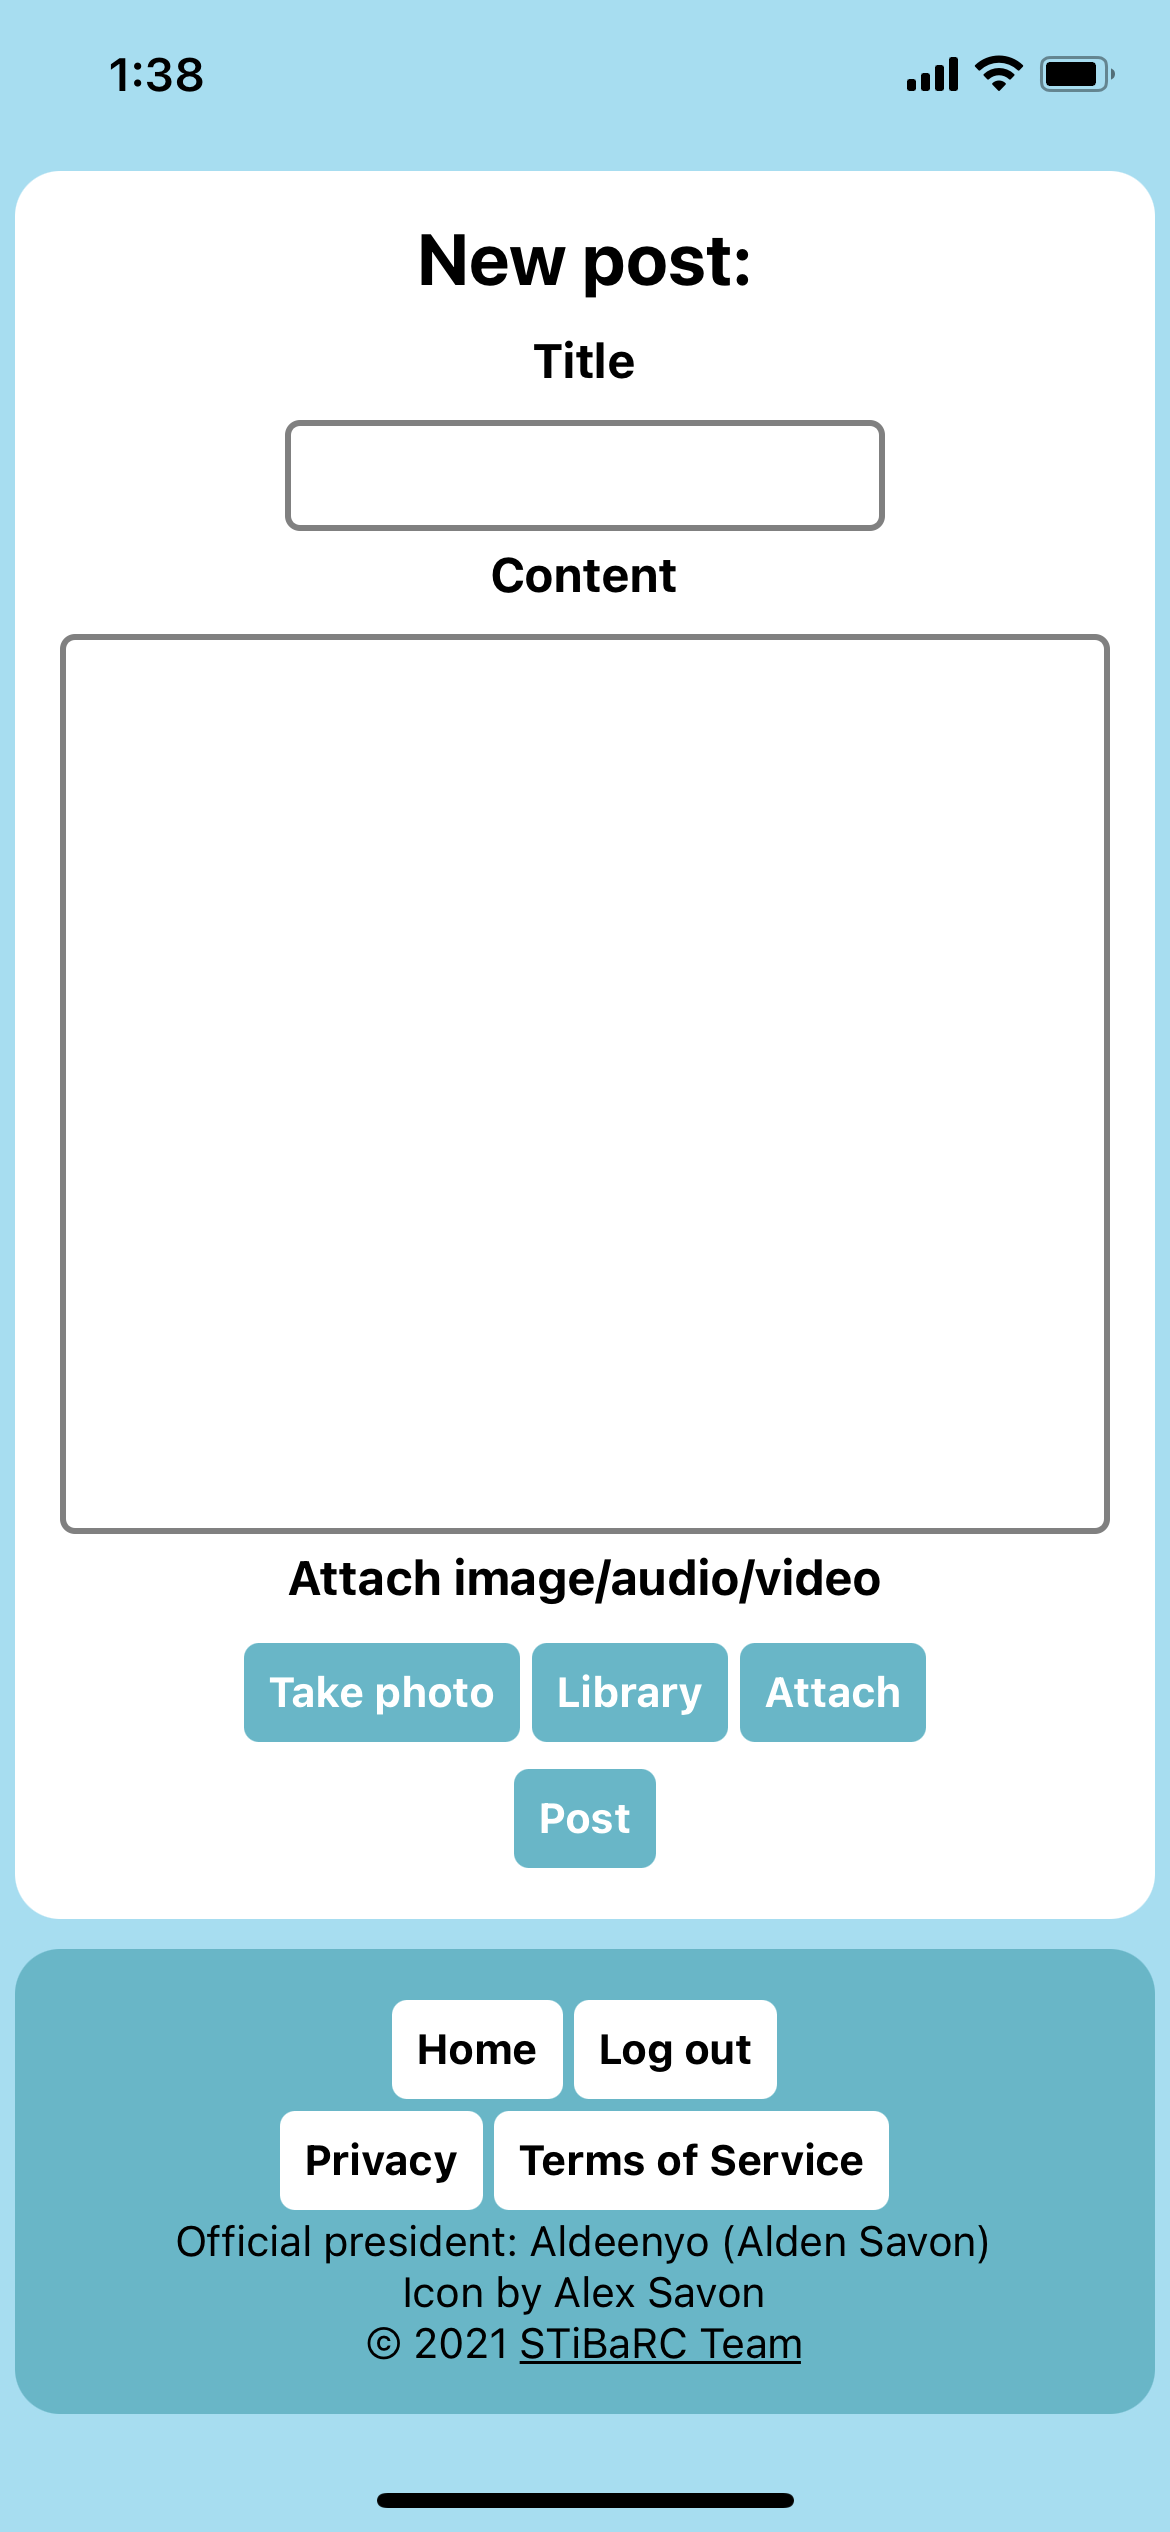 1:38
New post:
Title
Content
Attach image/audio/video
Take photo Library Attach
Post
Home Log out
Privacy Terms of Service
Official president: Aldeenyo (Alden Savon)
Icon by Alex Savon
© 2021 STiBaRC Team